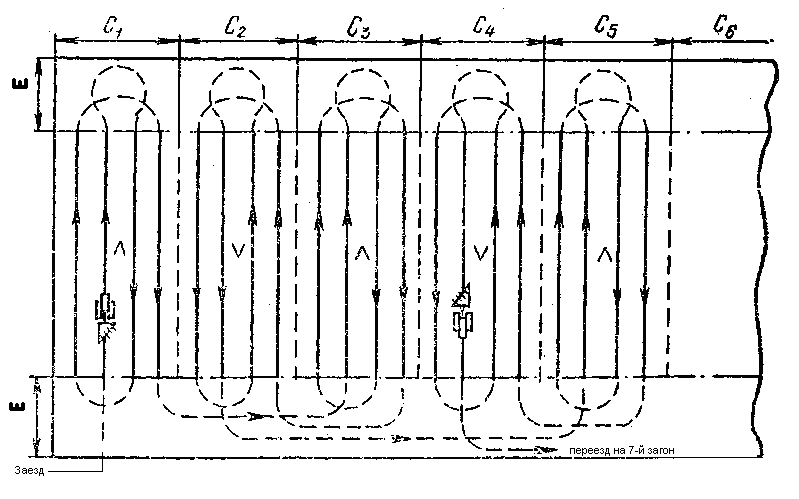 C₁ C₂ C₃ C₄ C₅ C₆
E
E
переезд на 7-й загон
Заезд